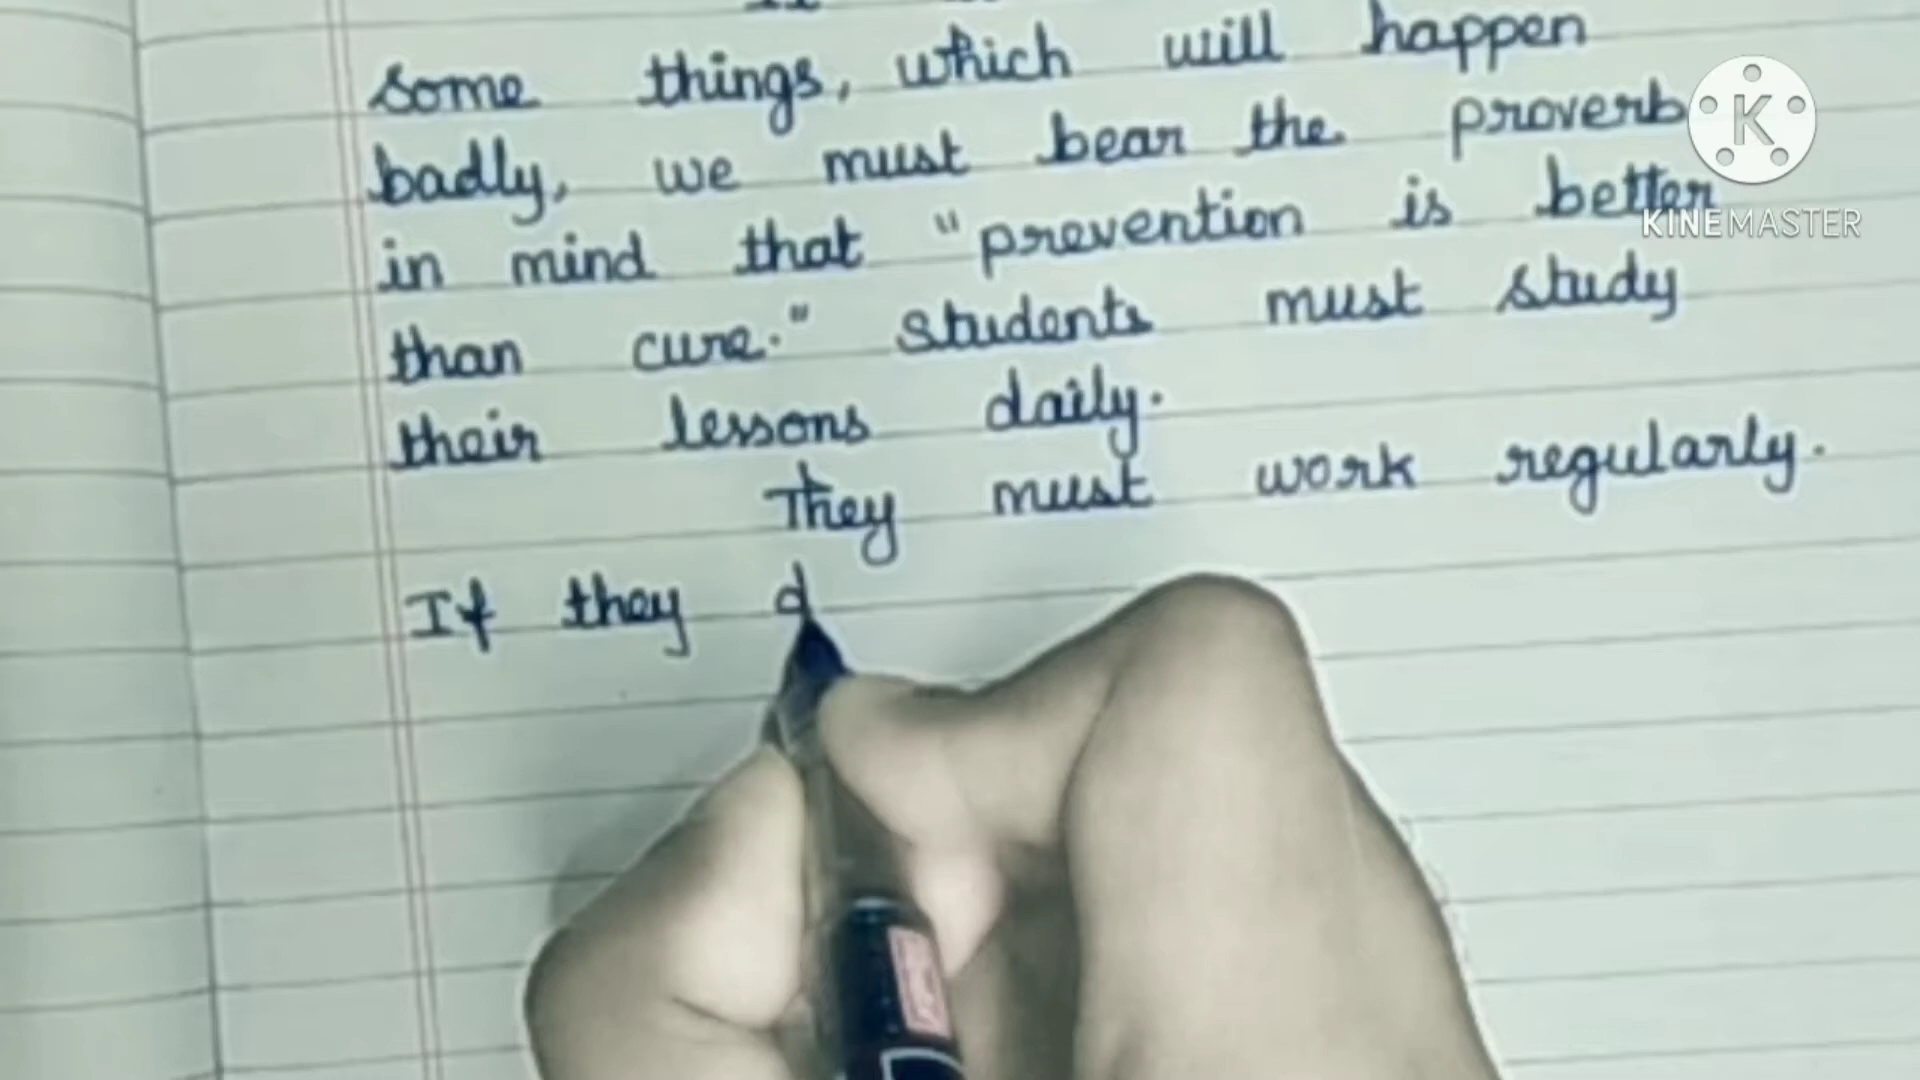 some things, which will happen
badly, we must bear the proverb
in mind that "prevention is better
than cure." students must study
their lessons daily.
They must work regularly.
If they d
K
KINEMASTER